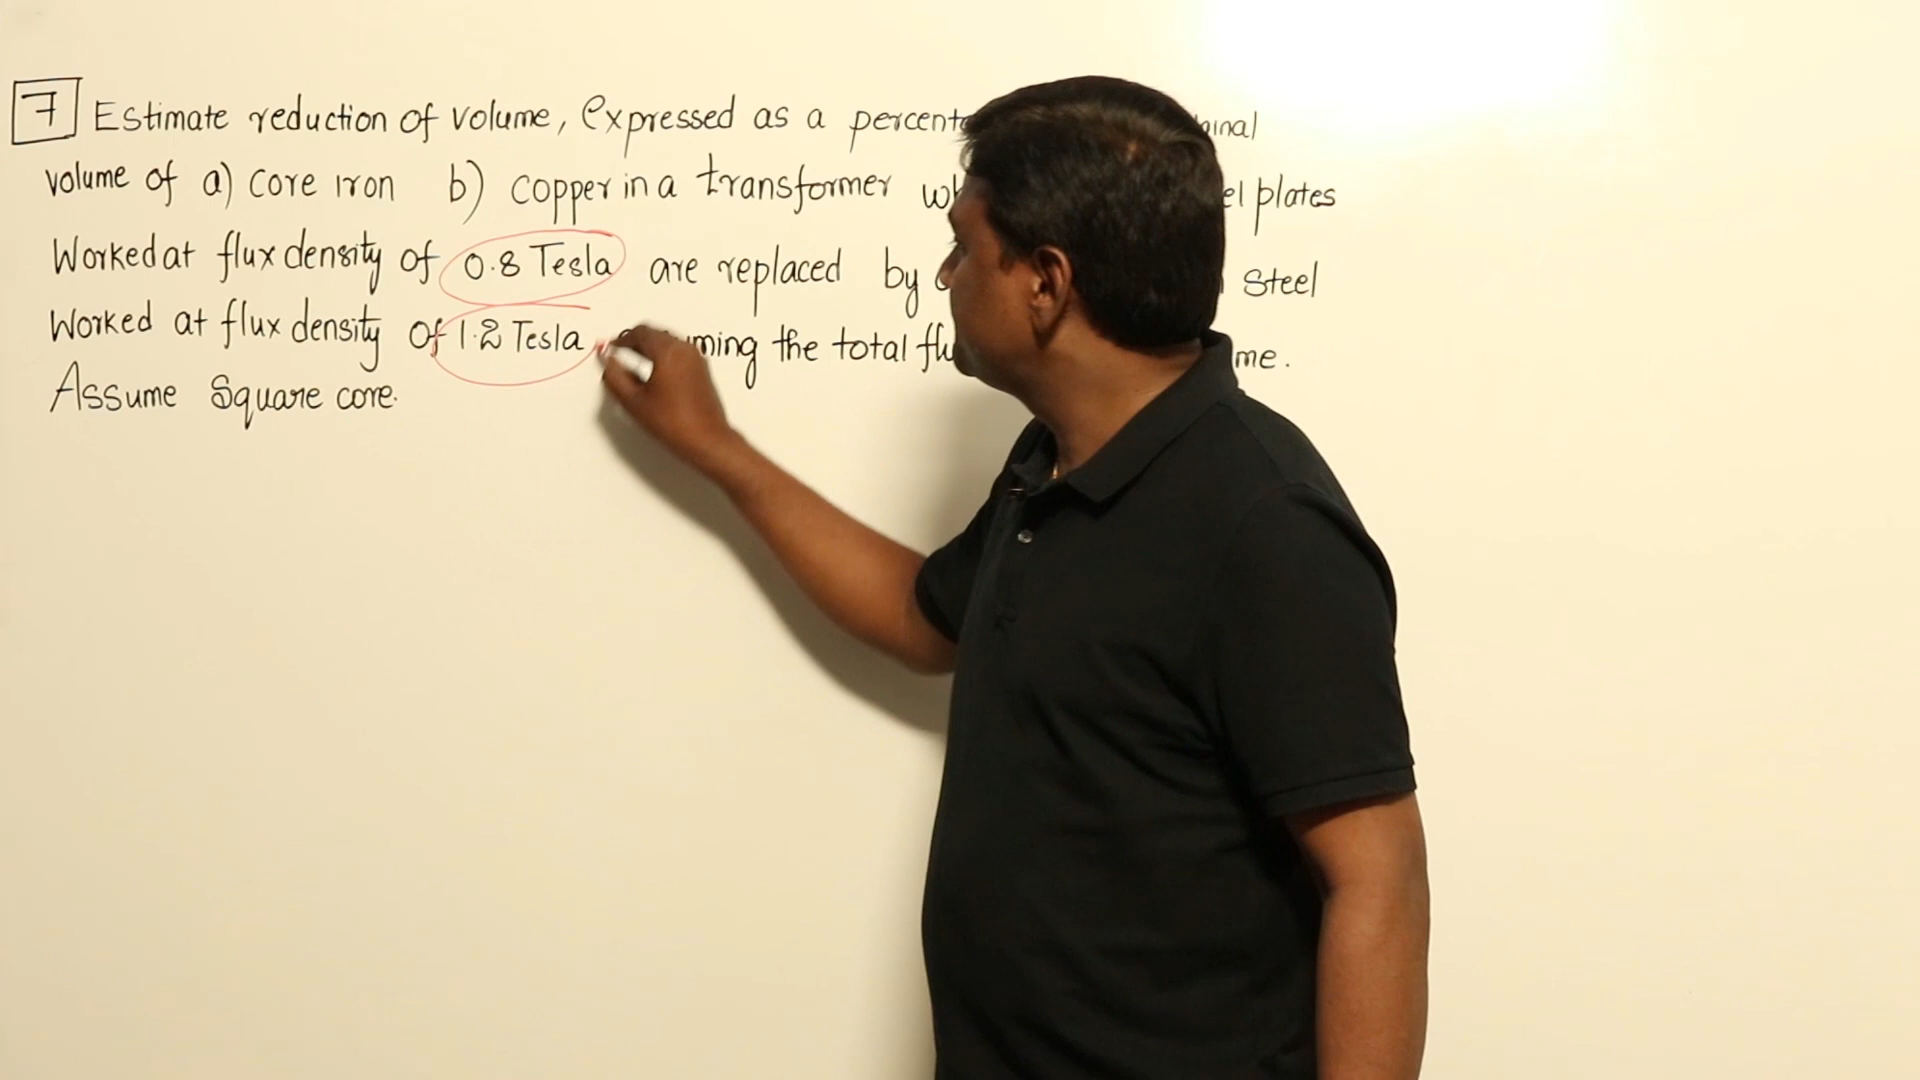 7 Estimate reduction of volume, expressed as a
volume of a) core iron b) copper in a transformer plates
Worked at flux density of 0.8 Tesla are replaced by steel
Worked at flux density of 1.2 Tesla the total
Assume square core.